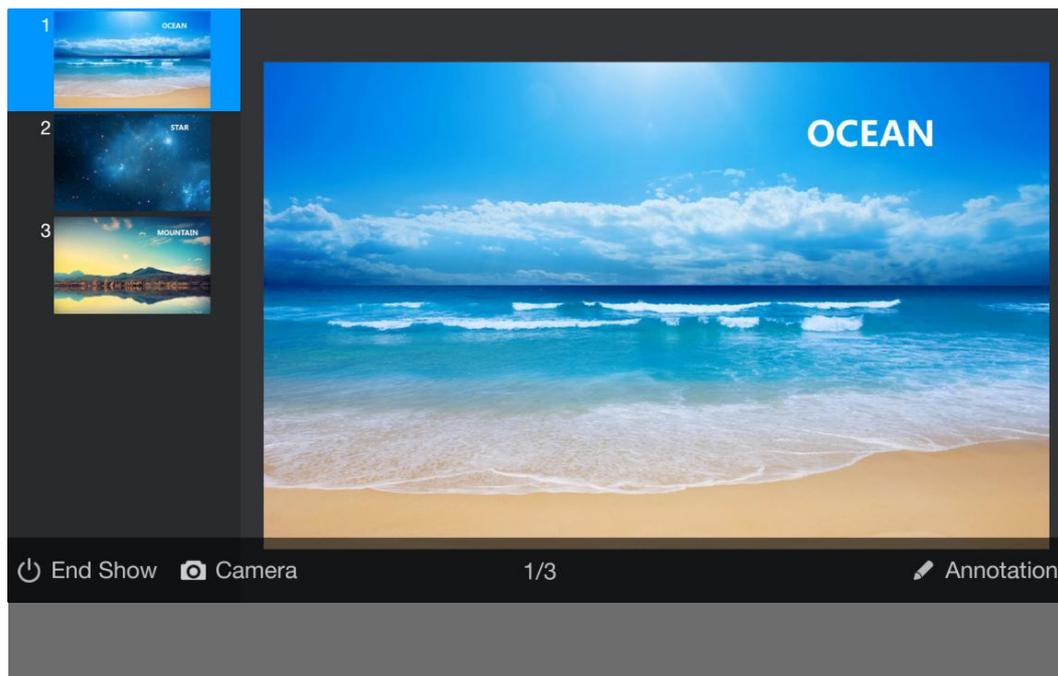 1
OCEAN
2
STAR
3
MOUNTAIN
OCEAN
End Show
Camera
1/3
Annotation